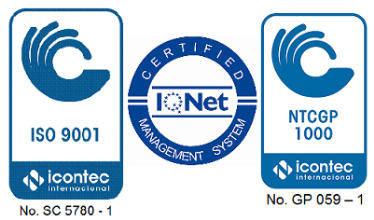 ISO 9001
icontec
internacional
No. SC 5780 - 1
CERTIFIED
IQNet
MANAGEMENT SYSTEM
NTCGP
1000
icontec
internacional
No. GP 059 – 1